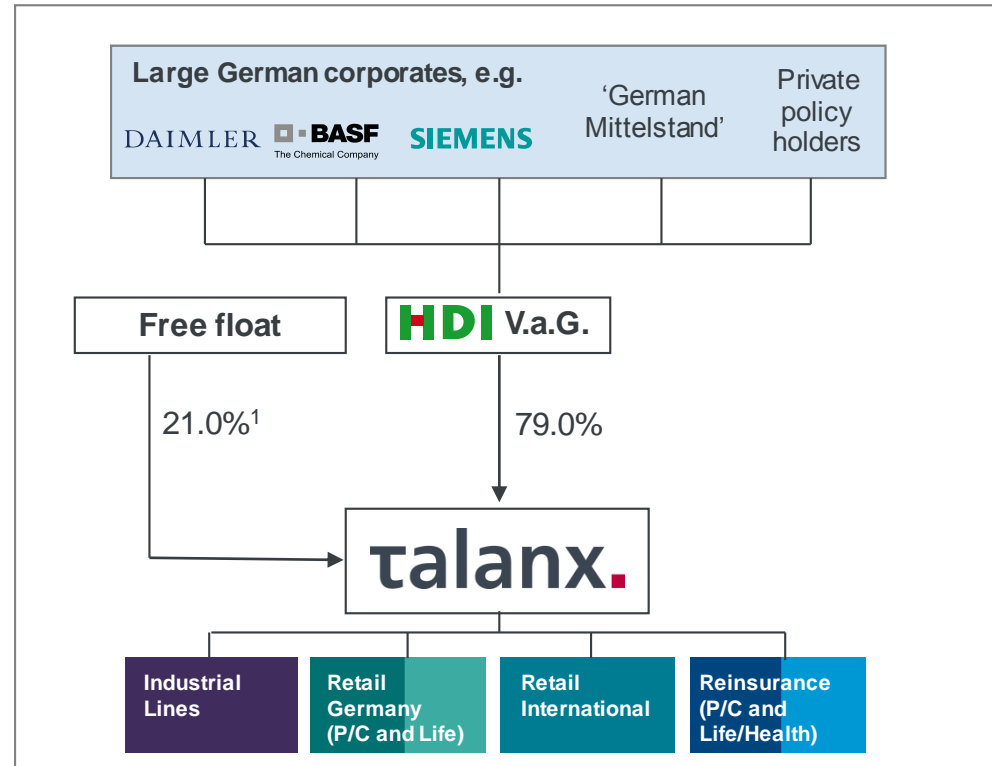 Large German corporates, e.g.
DAIMLER
BASF
The Chemical Company
SIEMENS
‘German
Mittelstand’
Private
policy
holders
Free float
HDI V.a.G.
21.0%¹
79.0%
τalanx.
Industrial
Lines
Retail
Germany
(P/C and Life)
Retail
International
Reinsurance
(P/C and
Life/Health)